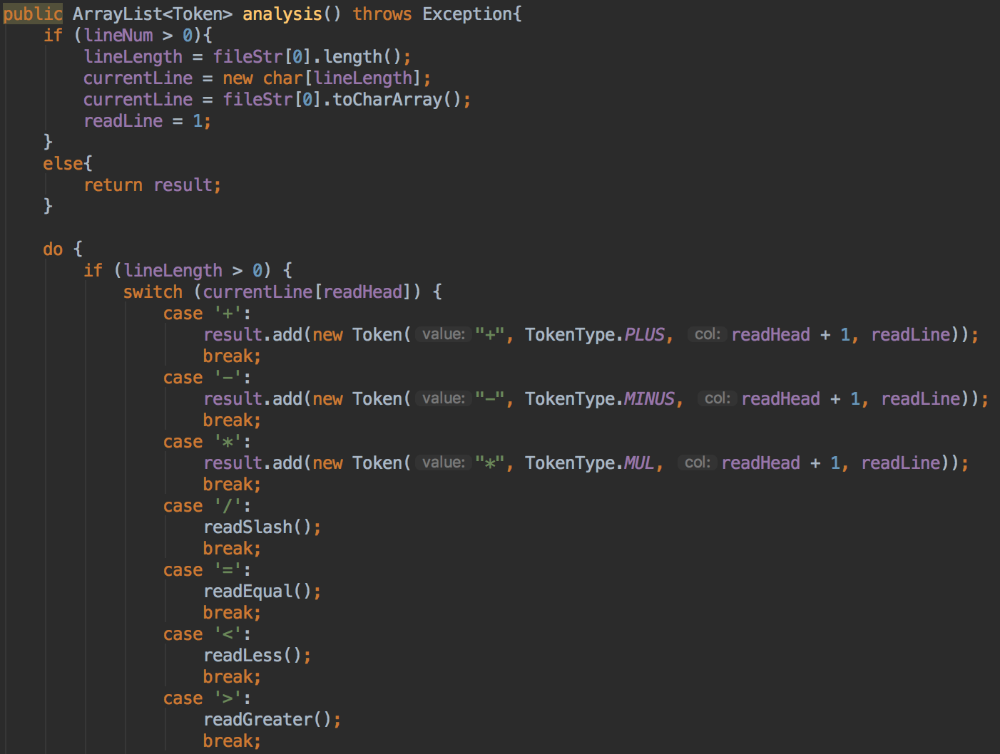 public ArrayList<Token> analysis() throws Exception{
    if (lineNum > 0){
        lineLength = fileStr[0].length();
        currentLine = new char[lineLength];
        currentLine = fileStr[0].toCharArray();
        readLine = 1;
    }
    else{
        return result;
    }

    do {
        if (lineLength > 0) {
            switch (currentLine[readHead]) {
                case '+':
                    result.add(new Token( value: "+", TokenType.PLUS, col: readHead + 1, readLine));
                    break;
                case '-':
                    result.add(new Token( value: "-", TokenType.MINUS, col: readHead + 1, readLine));
                    break;
                case '*':
                    result.add(new Token( value: "*", TokenType.MUL, col: readHead + 1, readLine));
                    break;
                case '/':
                    readSlash();
                    break;
                case '=':
                    readEqual();
                    break;
                case '<':
                    readLess();
                    break;
                case '>':
                    readGreater();
                    break;